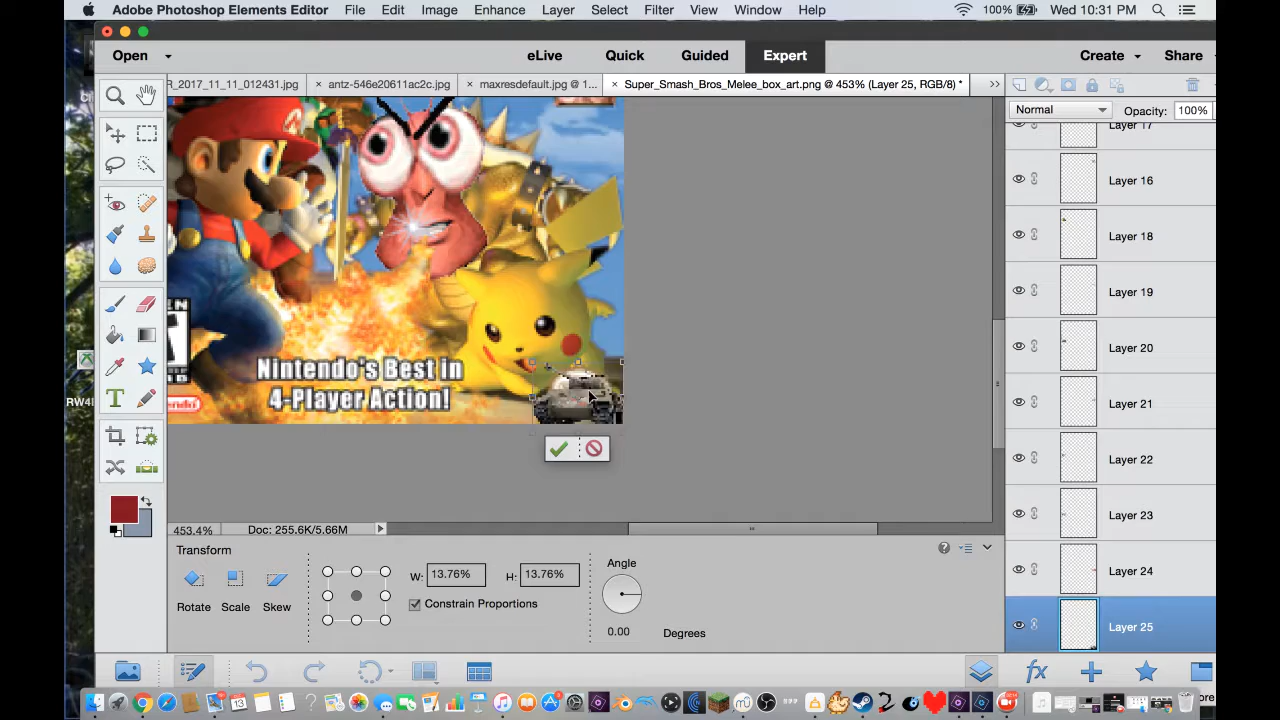 Adobe Photoshop Elements Editor File Edit Image Enhance Layer Select Filter View Window Help 100% Wed 10:31 PM
Open eLive Quick Guided Expert Create Share
R_2017_11_11_012431.jpg × antz-546e20611ac2c.jpg × maxresdefault.jpg @ 1... × Super_Smash_Bros_Melee_box_art.png @ 453% (Layer 25, RGB/8) * »
Normal Opacity: 100%
Layer 17
Layer 16
Layer 18
Layer 19
Layer 20
Layer 21
Layer 22
Layer 23
Layer 24
Layer 25
Nintendo's Best in
4-Player Action!
453.4% Doc: 255.6K/5.66M
Transform
Rotate Scale Skew
W: 13.76% H: 13.76%
Constrain Proportions
Angle
0.00 Degrees